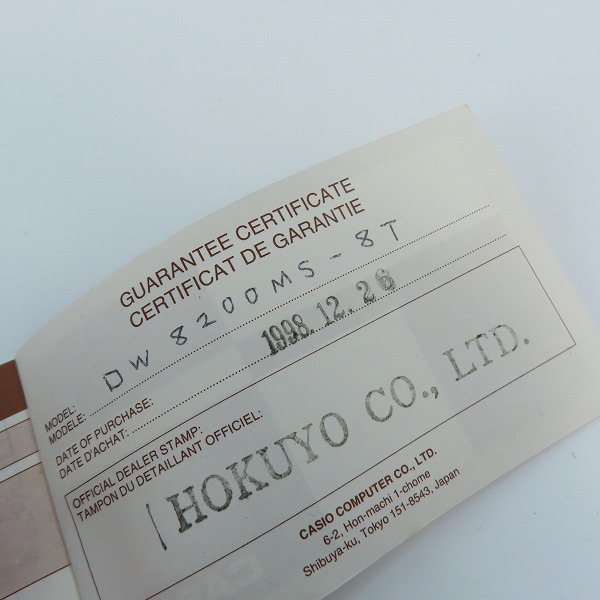 GUARANTEE CERTIFICATE
CERTIFICAT DE GARANTIE
MODEL:
MODÈLE: DW 8200MS-8T
DATE OF PURCHASE:
DATE D'ACHAT: 1998.12.26
OFFICIAL DEALER STAMP:
TAMPON DU DETAILLANT OFFICIEL:
HOKUYO CO., LTD.
CASIO COMPUTER CO., LTD.
6-2, Hon-machi 1-chome
Shibuya-ku, Tokyo 151-8543, Japan